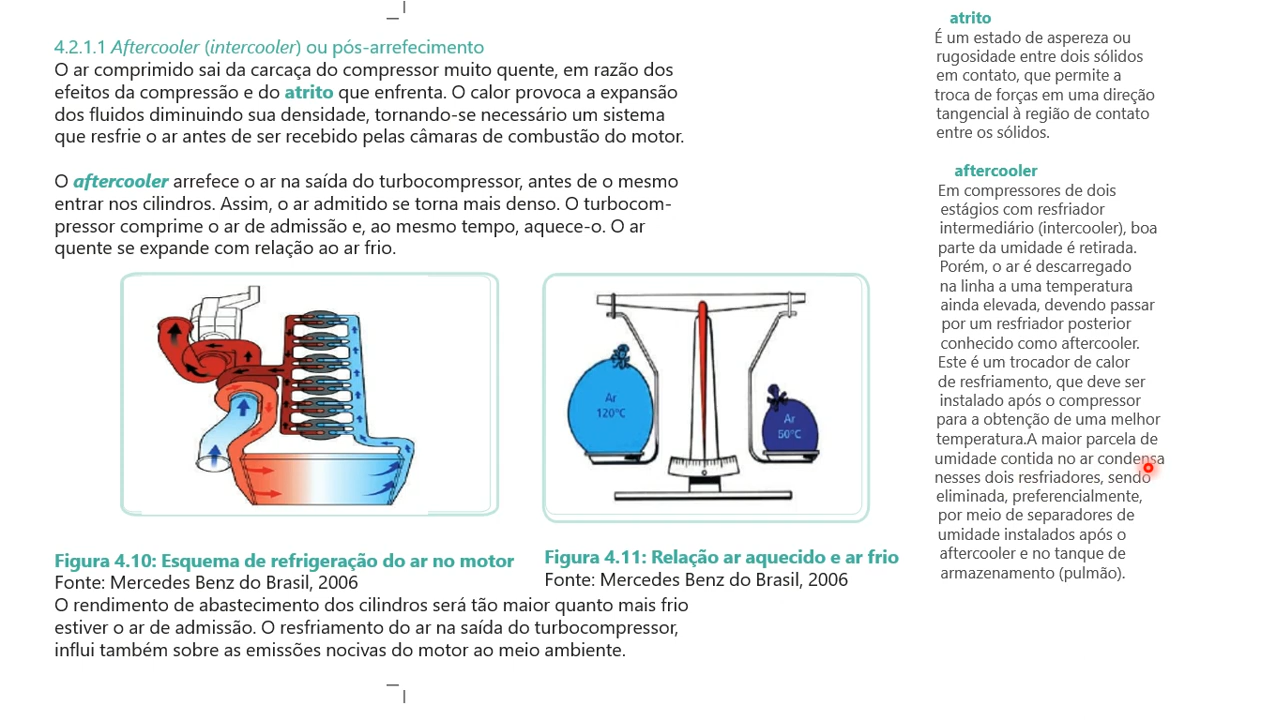 4.2.1.1 Aftercooler (intercooler) ou pós-arrefecimento
O ar comprimido sai da carcaça do compressor muito quente, em razão dos
efeitos da compressão e do atrito que enfrenta. O calor provoca a expansão
dos fluidos diminuindo sua densidade, tornando-se necessário um sistema
que resfrie o ar antes de ser recebido pelas câmaras de combustão do motor.
O aftercooler arrefece o ar na saída do turbocompressor, antes de o mesmo
entrar nos cilindros. Assim, o ar admitido se torna mais denso. O turbocom-
pressor comprime o ar de admissão e, ao mesmo tempo, aquece-o. O ar
quente se expande com relação ao ar frio.
Ar
120°C
Ar
50°C
Figura 4.10: Esquema de refrigeração do ar no motor
Fonte: Mercedes Benz do Brasil, 2006
Figura 4.11: Relação ar aquecido e ar frio
Fonte: Mercedes Benz do Brasil, 2006
O rendimento de abastecimento dos cilindros será tão maior quanto mais frio
estiver o ar de admissão. O resfriamento do ar na saída do turbocompressor,
influi também sobre as emissões nocivas do motor ao meio ambiente.
atrito
É um estado de aspereza ou
rugosidade entre dois sólidos
em contato, que permite a
troca de forças em uma direção
tangencial à região de contato
entre os sólidos.
aftercooler
Em compressores de dois
estágios com resfriador
intermediário (intercooler), boa
parte da umidade é retirada.
Porém, o ar é descarregado
na linha a uma temperatura
ainda elevada, devendo passar
por um resfriador posterior
conhecido como aftercooler.
Este é um trocador de calor
de resfriamento, que deve ser
instalado após o compressor
para a obtenção de uma melhor
temperatura.A maior parcela de
umidade contida no ar condensa
nesses dois resfriadores, sendo
eliminada, preferencialmente,
por meio de separadores de
umidade instalados após o
aftercooler e no tanque de
armazenamento (pulmão).